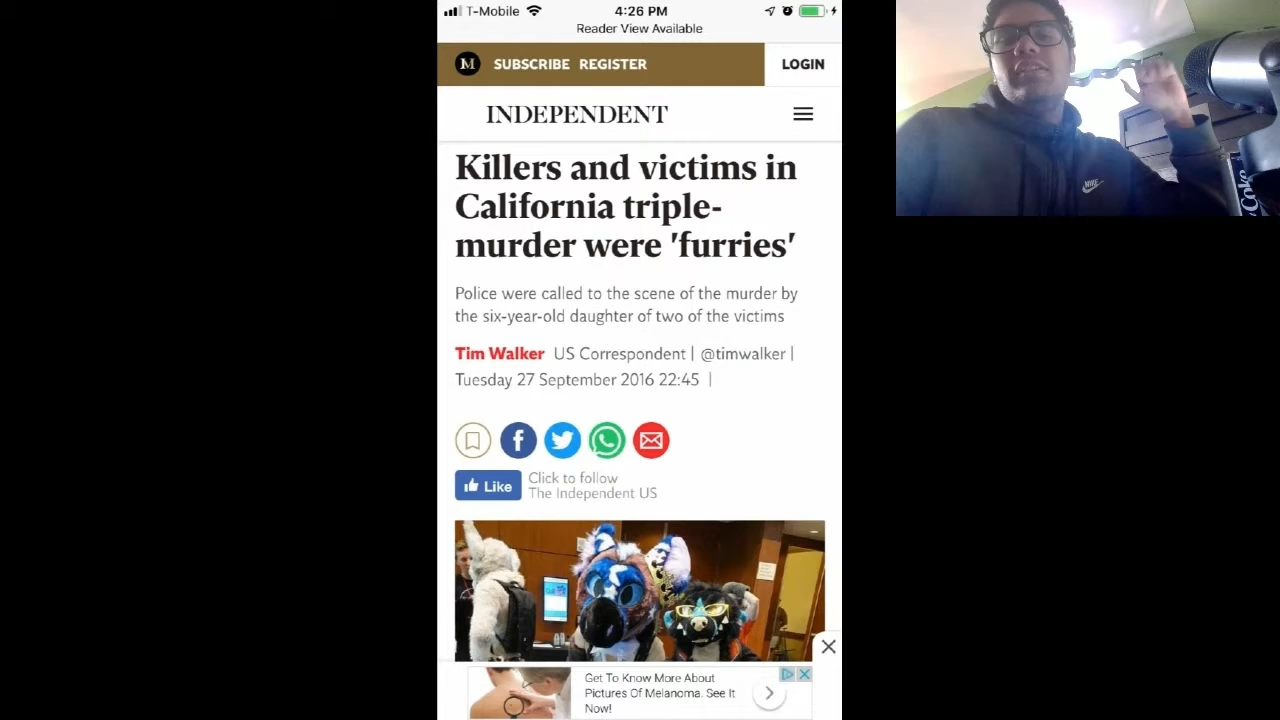 T-Mobile
4:26 PM
Reader View Available
M
SUBSCRIBE REGISTER
LOGIN
INDEPENDENT
Killers and victims in
California triple-
murder were 'furries'
Police were called to the scene of the murder by
the six-year-old daughter of two of the victims
Tim Walker US Correspondent | @timwalker |
Tuesday 27 September 2016 22:45 |
f
Like
Click to follow
The Independent US
Get To Know More About
Pictures Of Melanoma. See It
Now!
NIKE
Coke